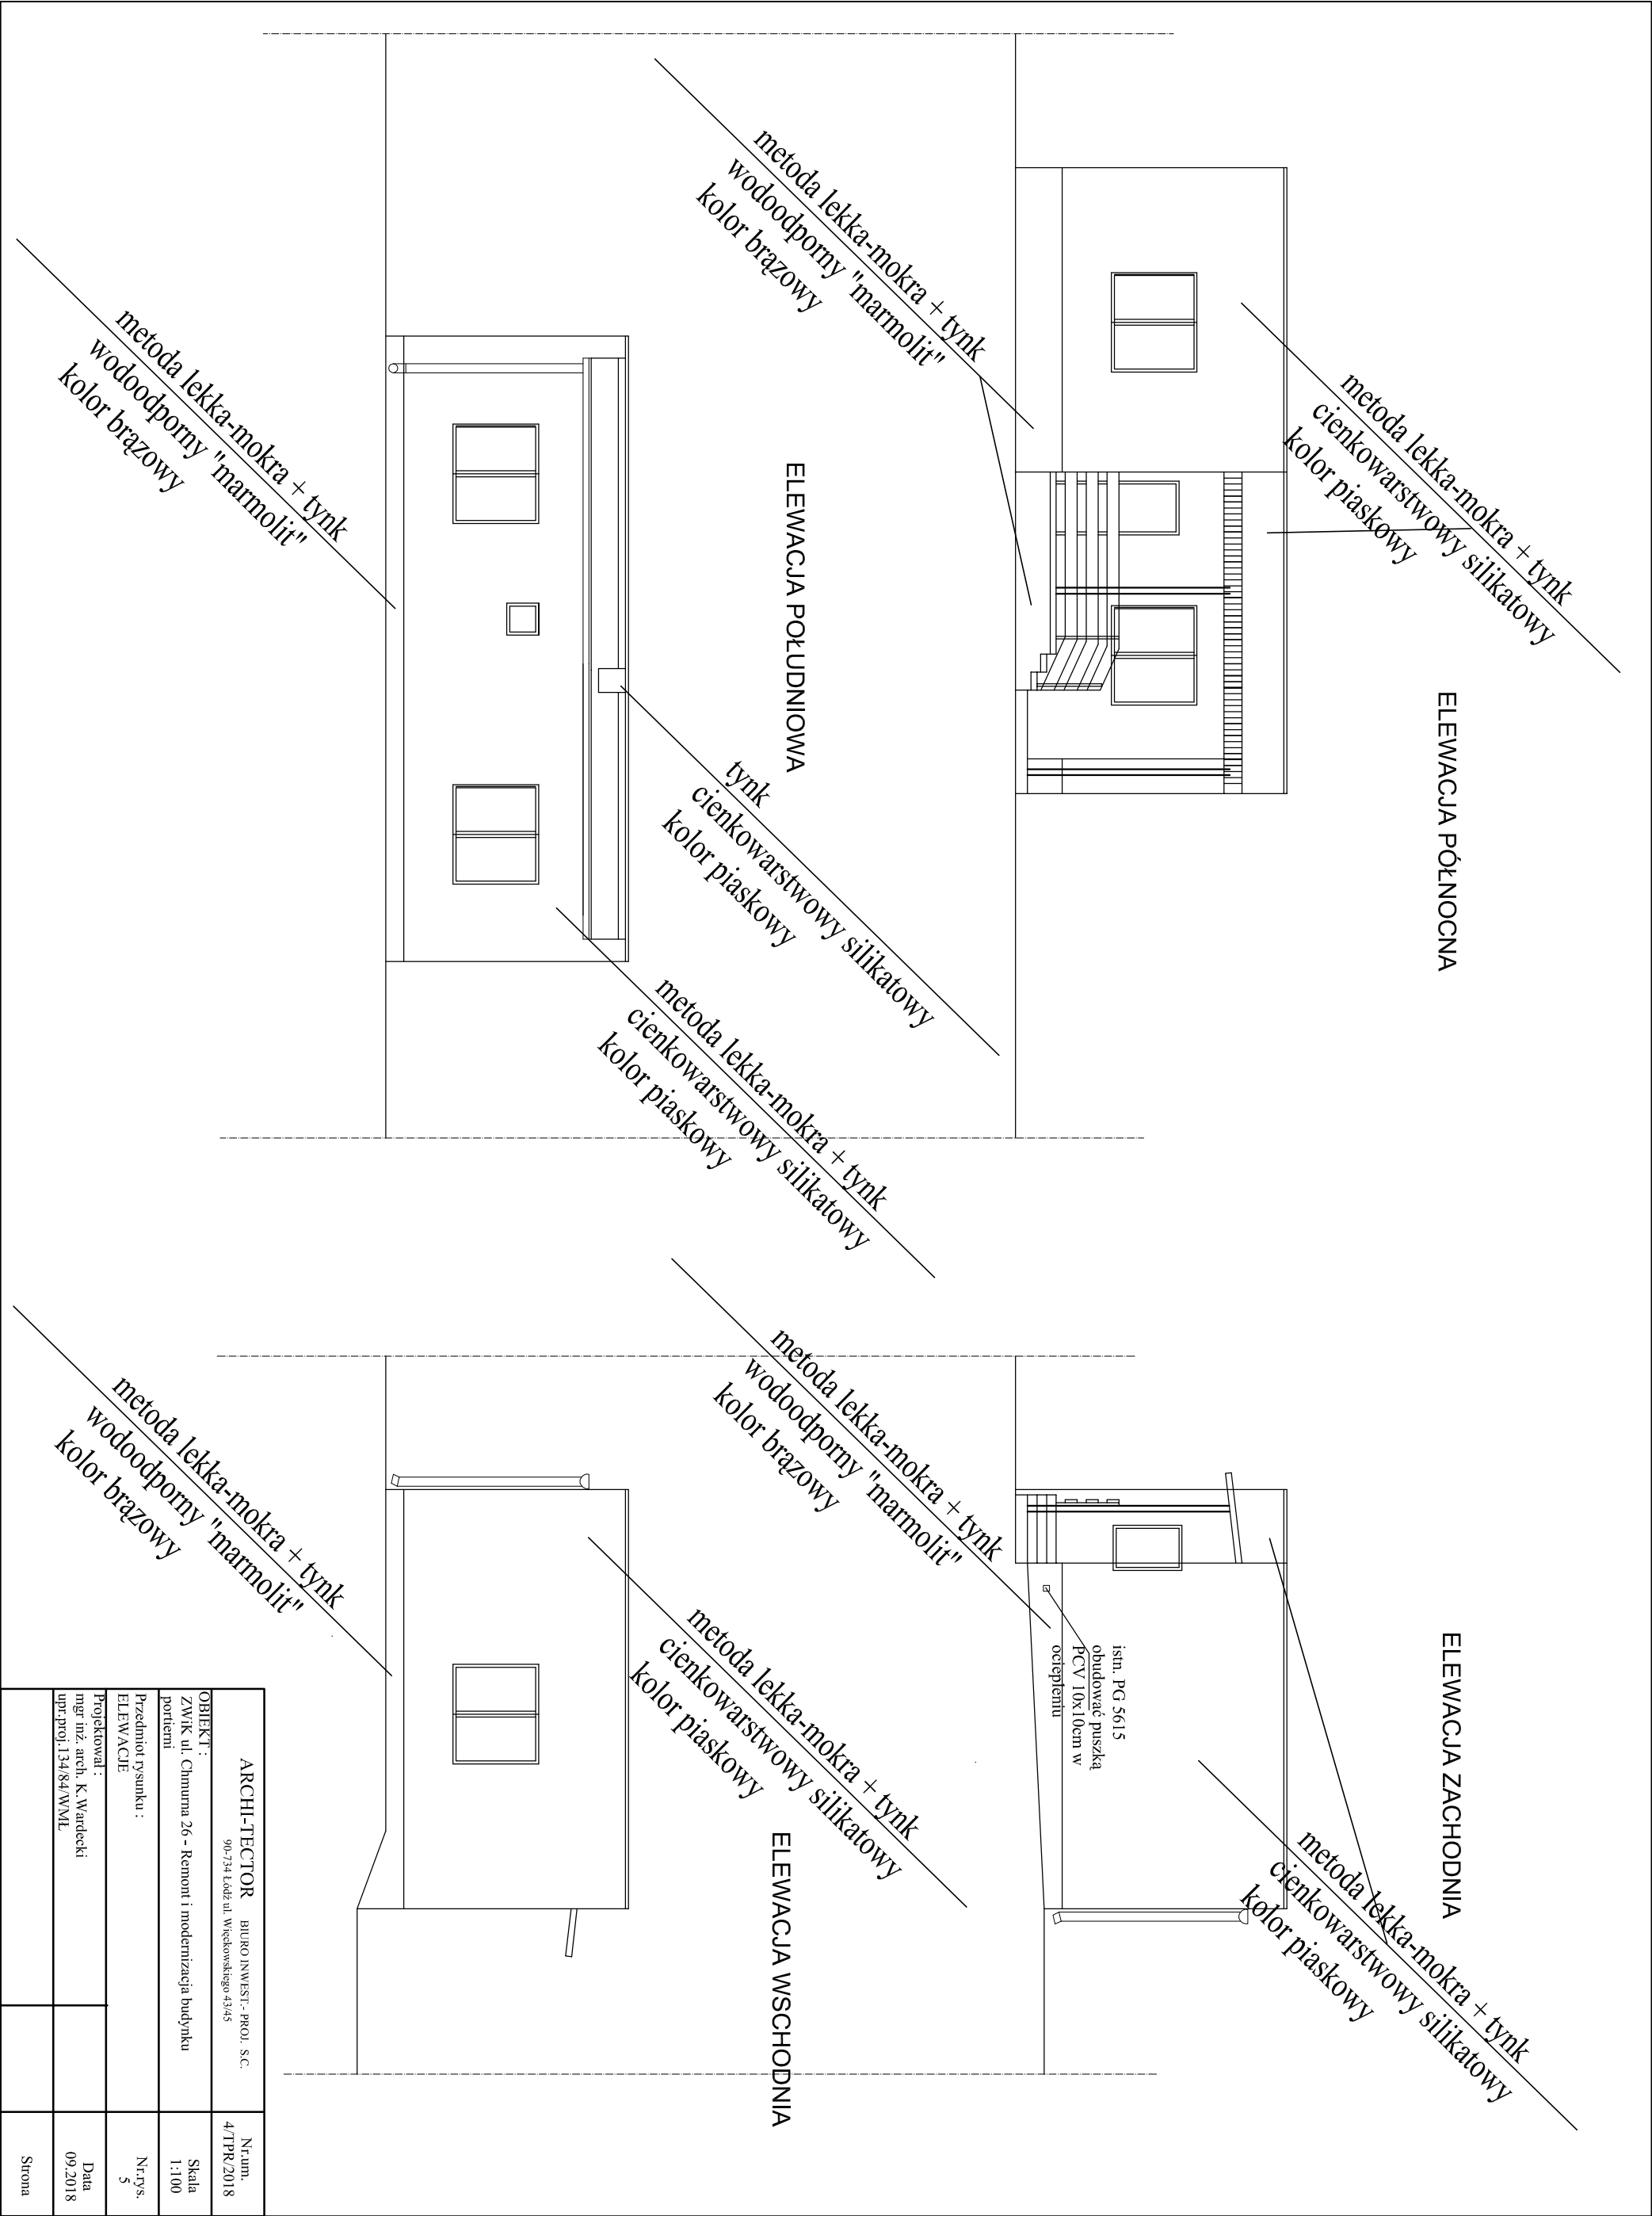 ELEWACJA PÓŁNOCNA
metoda lekka-mokra + tynk
cienkowarstwowy silikatowy
kolor piaskowy
metoda lekka-mokra + tynk
wodoodporny "marmolit"
kolor brązowy
ELEWACJA ZACHODNIA
metoda lekka-mokra + tynk
cienkowarstwowy silikatowy
kolor piaskowy
istn. PG 5615
obudować puszką
PCV 10x10cm w
ociepleniu
metoda lekka-mokra + tynk
wodoodporny "marmolit"
kolor brązowy
ELEWACJA POŁUDNIOWA
tynk
cienkowarstwowy silikatowy
kolor piaskowy
metoda lekka-mokra + tynk
cienkowarstwowy silikatowy
kolor piaskowy
metoda lekka-mokra + tynk
wodoodporny "marmolit"
kolor brązowy
ELEWACJA WSCHODNIA
metoda lekka-mokra + tynk
cienkowarstwowy silikatowy
kolor piaskowy
metoda lekka-mokra + tynk
wodoodporny "marmolit"
kolor brązowy
ARCHI-TECTOR BIURO INWEST.- PROJ. S.C.
90-734 Łódź ul. Więckowskiego 43/45
Nr.um.
4/TPR/2018
OBIEKT :
ZWiK ul. Chmurna 26 - Remont i modernizacja budynku
portierni
Skala
1:100
Przedmiot rysunku :
ELEWACJE
Nr.rys.
5
Projektował :
mgr inż. arch. K.Wardecki
upr.proj.134/84/WMŁ
Data
09.2018
Strona